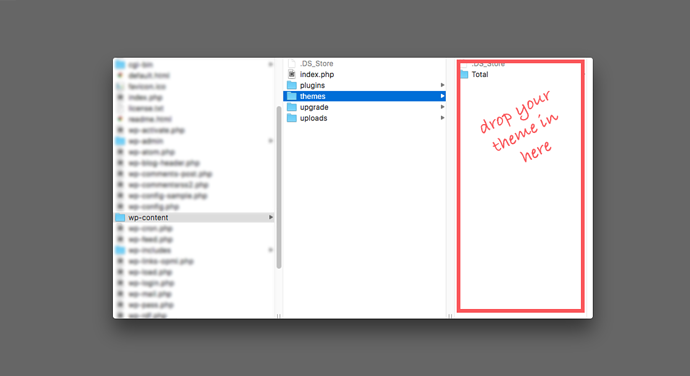 cgi-bin
default.html
favicon.ico
index.php
license.txt
readme.html
wp-activate.php
wp-admin
wp-atom.php
wp-blog-header.php
wp-comments-post.php
wp-commentsrss2.php
wp-config-sample.php
wp-config.php
wp-content
wp-cron.php
wp-feed.php
wp-includes
wp-links-opml.php
wp-load.php
wp-login.php
wp-mail.php
wp-pass.php
wp-rdf.php
.DS_Store
index.php
plugins
themes
upgrade
uploads
.DS_Store
Total
drop your
theme in
here